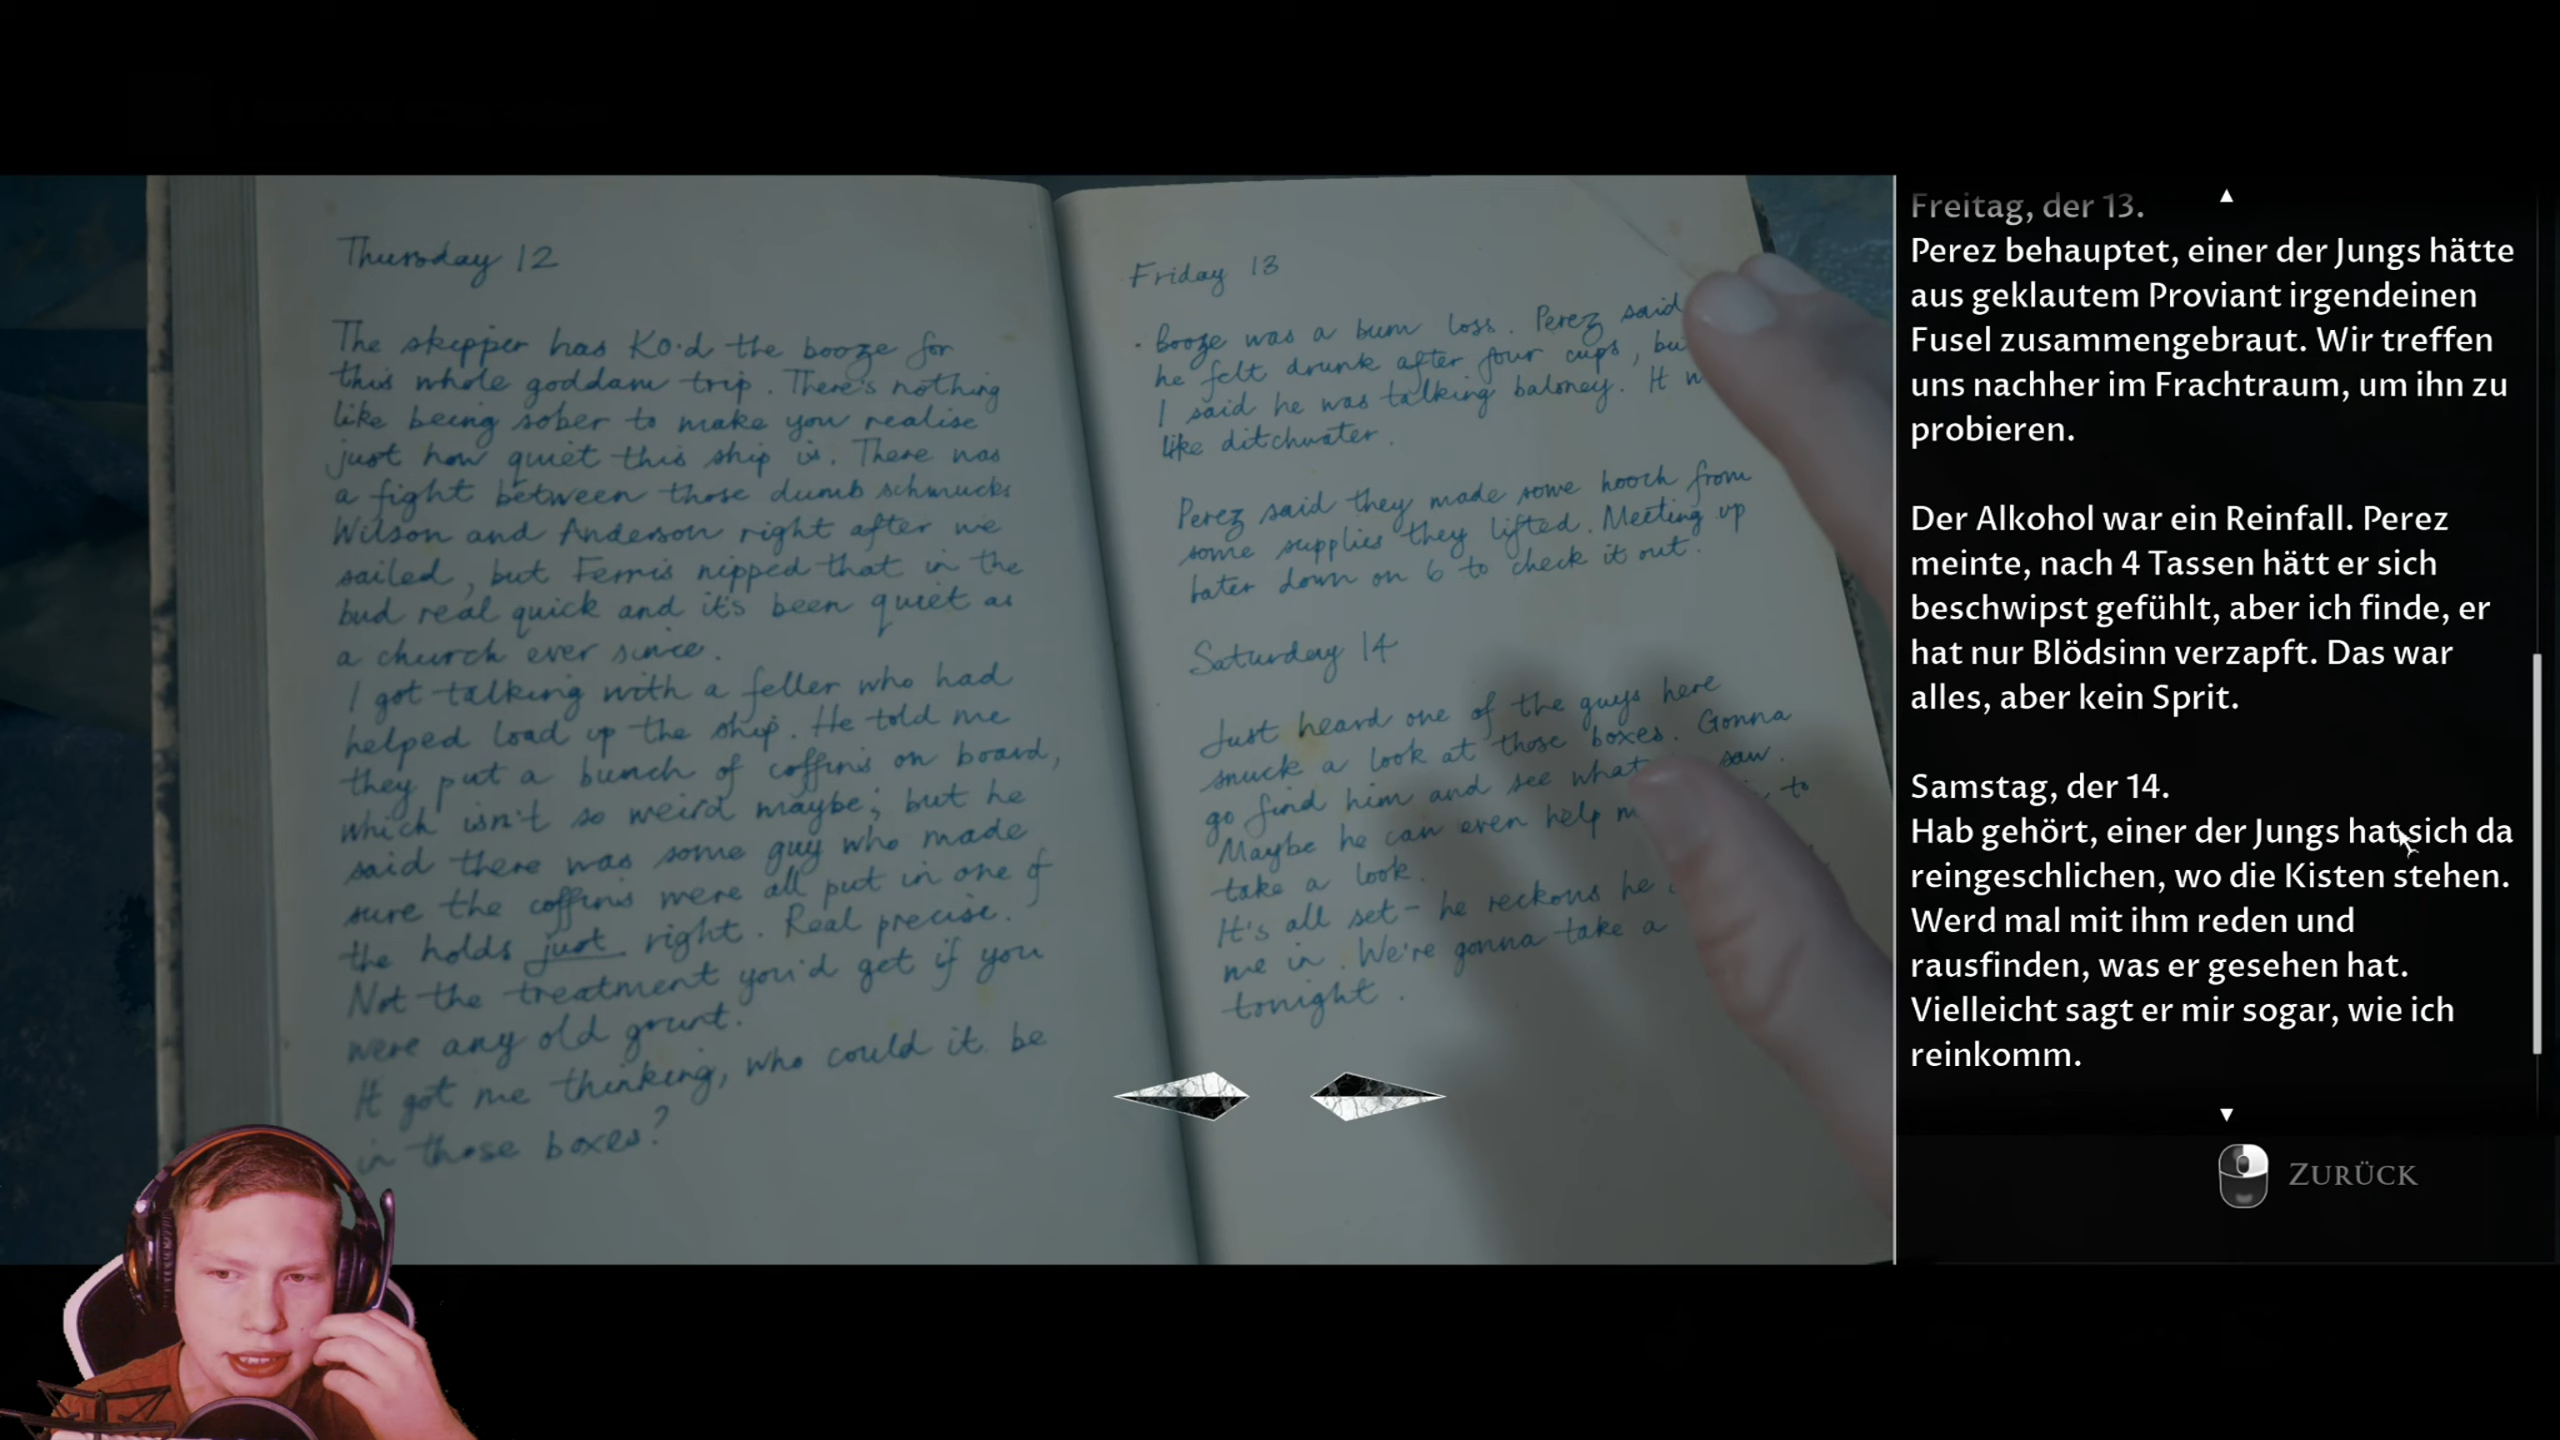 Thursday 12
The skipper has KO'd the booze for
this whole goddam trip. There's nothing
like being sober to make you realise
just how quiet this ship is. There was
a fight between those dumb schmucks
Wilson and Anderson right after we
sailed, but Ferris nipped that in the
bud real quick and it's been quiet as
a church ever since.
I got talking with a feller who had
helped load up the ship. He told me
they put a bunch of coffins on board,
which isn't so weird maybe; but he
said there was some guy who made
sure the coffins were all put in one of
the holds just right. Real precise.
Not the treatment you'd get if you
were any old grunt.
It got me thinking, who could it be
in those boxes?
Friday 13
Booze was a bum loss. Perez said
he felt drunk after four cups,
I said he was talking baloney. It
like ditchwater.
Perez said they made some hooch from
some supplies they lifted. Meeting up
later down on 6 to check it out.
Saturday 14
Just heard one of the guys here
snuck a look at those boxes. Gonna
go find him and see what saw.
Maybe he can even help to
take a look.
It's all set - he reckons he
me in. We're gonna take a
tonight.
Freitag, der 13.
Perez behauptet, einer der Jungs hätte
aus geklautem Proviant irgendeinen
Fusel zusammengebraut. Wir treffen
uns nachher im Frachtraum, um ihn zu
probieren.
Der Alkohol war ein Reinfall. Perez
meinte, nach 4 Tassen hätt er sich
beschwipst gefühlt, aber ich finde, er
hat nur Blödsinn verzapft. Das war
alles, aber kein Sprit.
Samstag, der 14.
Hab gehört, einer der Jungs hat sich da
reingeschlichen, wo die Kisten stehen.
Werd mal mit ihm reden und
rausfinden, was er gesehen hat.
Vielleicht sagt er mir sogar, wie ich
reinkomm.
ZURÜCK